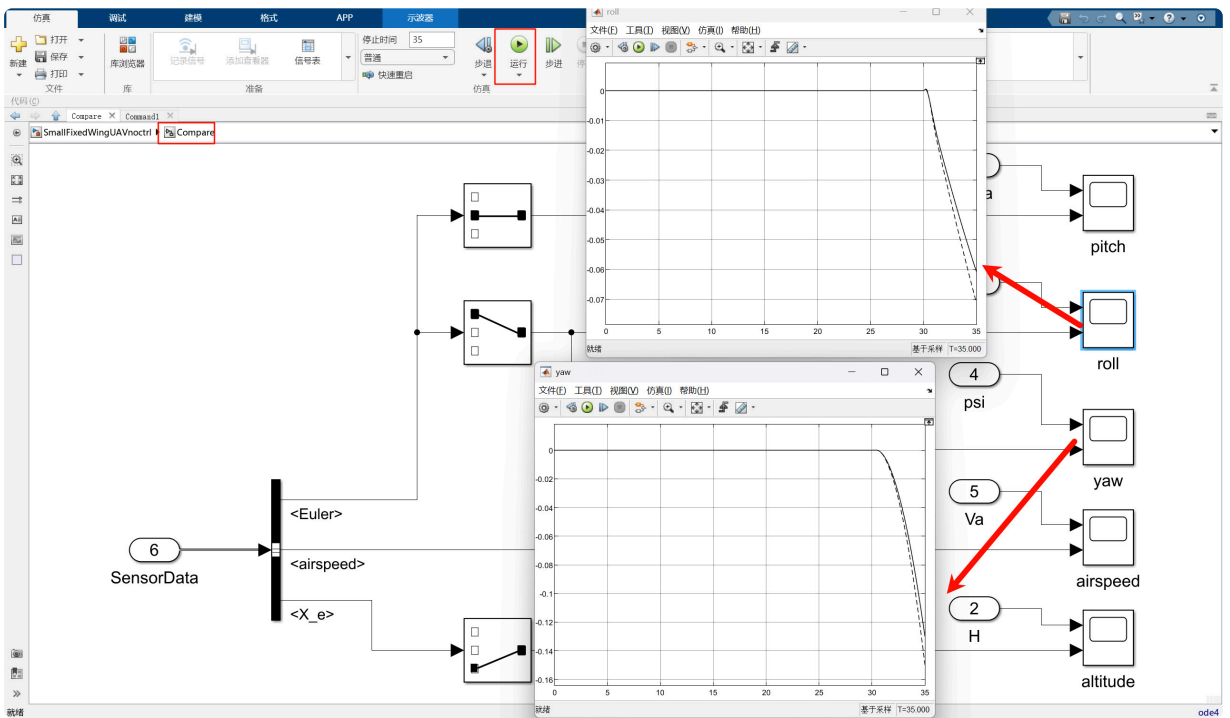 仿真
调试
建模
格式
APP
示波器
新建
打开
保存
打印
文件
库浏览器
库
记录信号
添加查看器
信号表
准备
停止时间 35
普通
快速重启
步退
运行
步进
仿真
代码(C)
Compare
Command1
SmallFixedWingUAVnoctrl
Compare
roll
文件(F) 工具(T) 视图(V) 仿真(I) 帮助(H)
0
-0.01
-0.02
-0.03
-0.04
-0.05
-0.06
-0.07
0 5 10 15 20 25 30 35
就绪
基于采样 T=35.000
yaw
文件(F) 工具(T) 视图(V) 仿真(I) 帮助(H)
0
-0.02
-0.04
-0.06
-0.08
-0.1
-0.12
-0.14
-0.16
0 5 10 15 20 25 30 35
就绪
基于采样 T=35.000
pitch
roll
4
psi
yaw
5
Va
airspeed
2
H
altitude
6
SensorData
<Euler>
<airspeed>
<X_e>
就绪
ode4